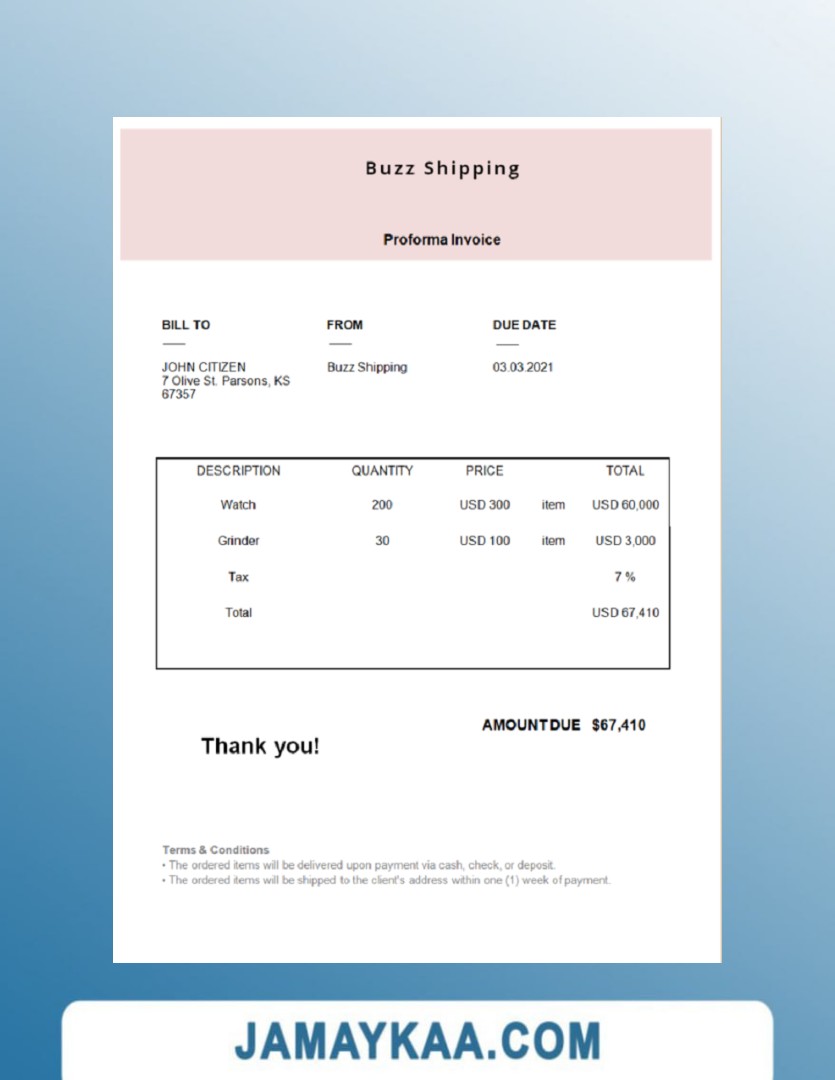 Buzz Shipping
Proforma Invoice
BILL TO FROM DUE DATE
JOHN CITIZEN Buzz Shipping 03.03.2021
7 Olive St. Parsons, KS
67357
DESCRIPTION QUANTITY PRICE TOTAL
Watch 200 USD 300 item USD 60,000
Grinder 30 USD 100 item USD 3,000
Tax 7 %
Total USD 67,410
AMOUNT DUE $67,410
Thank you!
Terms & Conditions
• The ordered items will be delivered upon payment via cash, check, or deposit.
• The ordered items will be shipped to the client's address within one (1) week of payment.
JAMAYKAA.COM